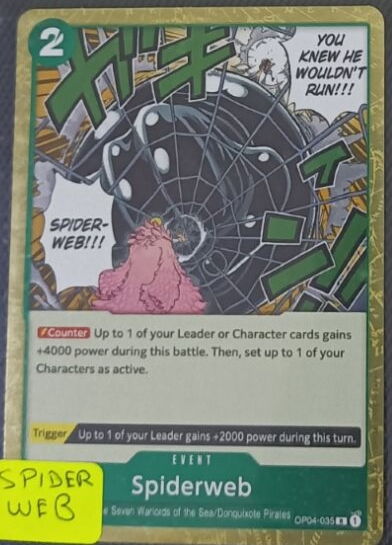 2
YOU
KNEW HE
WOULDN'T
RUN!!!
SPIDER-
WEB!!!
Counter Up to 1 of your Leader or Character cards gains
+4000 power during this battle. Then, set up to 1 of your
Characters as active.
Trigger Up to 1 of your Leader gains +2000 power during this turn.
EVENT
Spiderweb
SPIDER
WEB
Seven Warlords of the Sea/Donquixote Pirates OP04-035 R 1